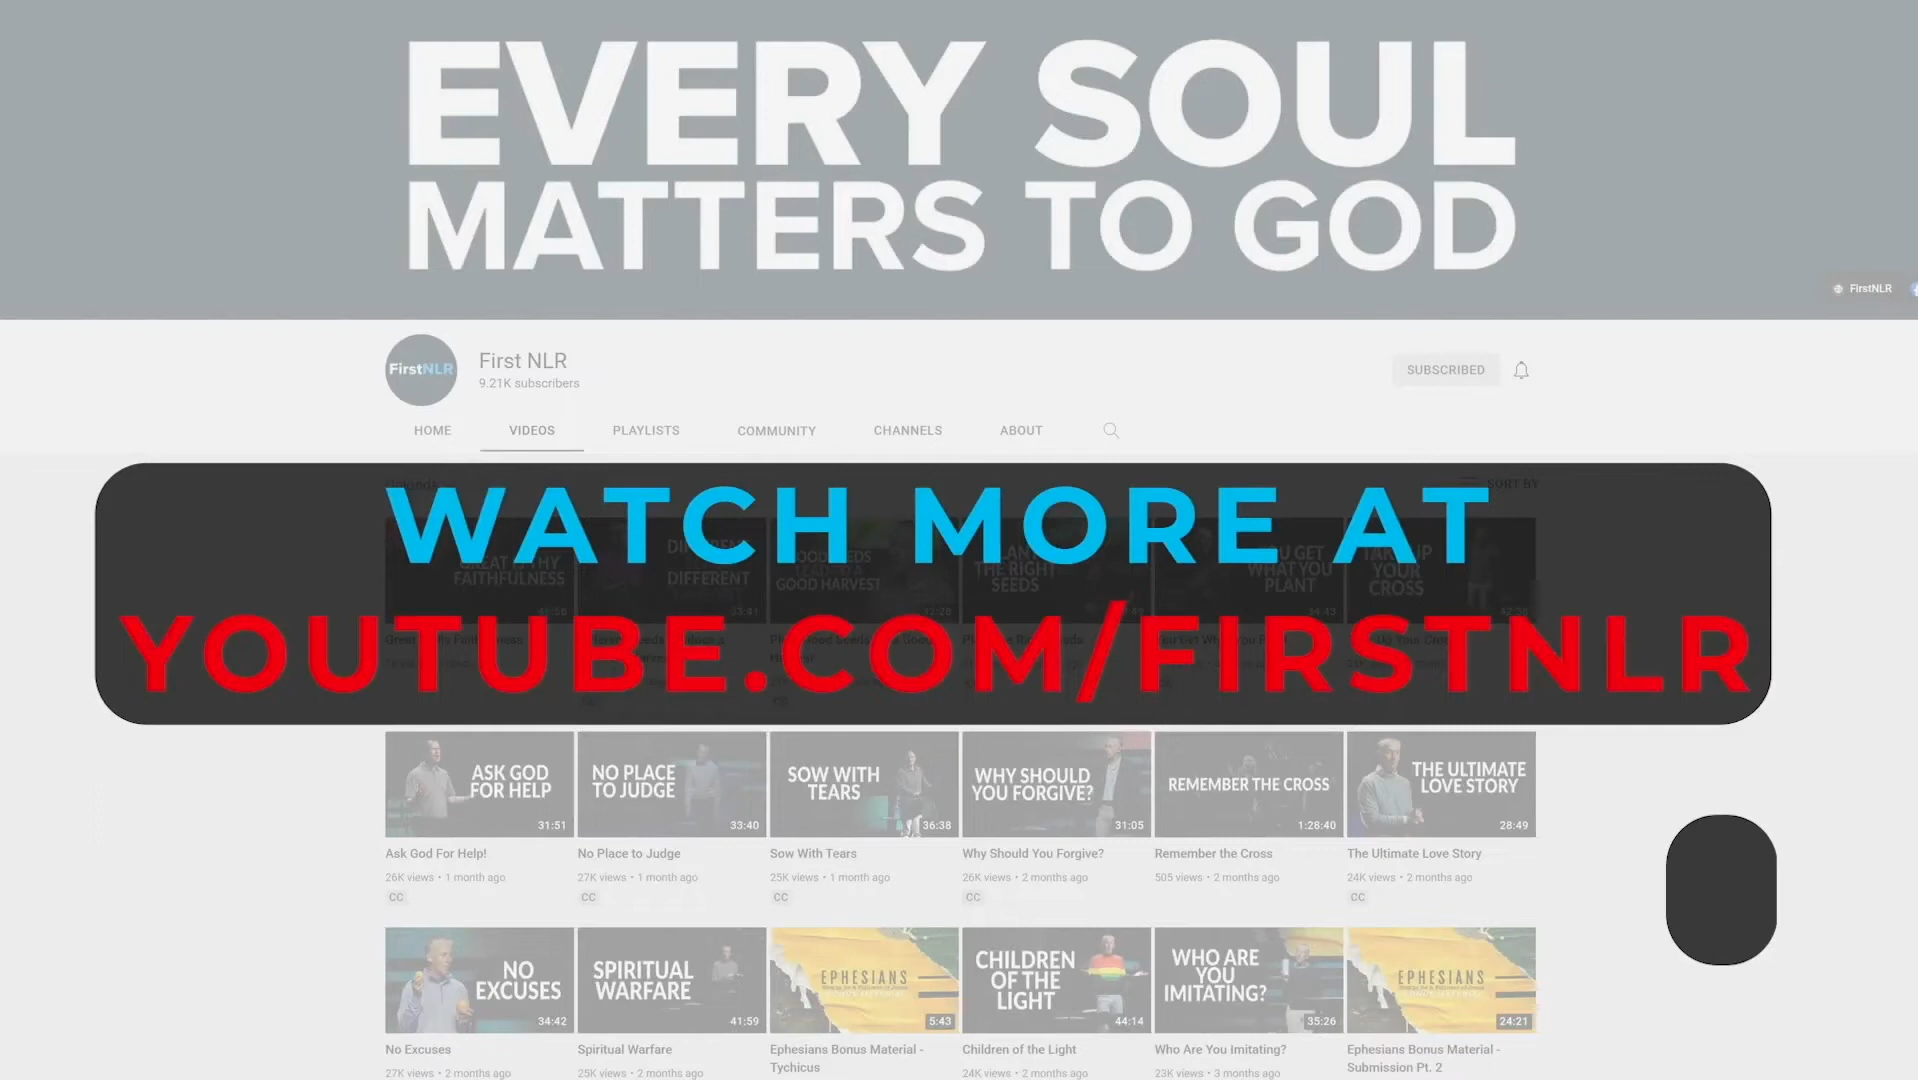 EVERY SOUL
MATTERS TO GOD
FirstNLR
FirstNLR
First NLR
9.21K subscribers
SUBSCRIBED
HOME VIDEOS PLAYLISTS COMMUNITY CHANNELS ABOUT
SORT BY
WATCH MORE AT
YOUTUBE.COM/FIRSTNLR
ASK GOD
FOR HELP
31:51
NO PLACE
TO JUDGE
33:40
SOW WITH
TEARS
36:38
WHY SHOULD
YOU FORGIVE?
31:05
REMEMBER THE CROSS
1:28:40
THE ULTIMATE
LOVE STORY
28:49
Ask God For Help!
26K views • 1 month ago
CC
No Place to Judge
27K views • 1 month ago
CC
Sow With Tears
25K views • 1 month ago
CC
Why Should You Forgive?
26K views • 2 months ago
CC
Remember the Cross
505 views • 2 months ago
The Ultimate Love Story
24K views • 2 months ago
CC
NO
EXCUSES
34:42
SPIRITUAL
WARFARE
41:59
EPHESIANS
5:43
CHILDREN
OF THE
LIGHT
44:14
WHO ARE
YOU
IMITATING?
35:26
EPHESIANS
24:21
No Excuses
27K views • 2 months ago
Spiritual Warfare
25K views • 2 months ago
Ephesians Bonus Material -
Tychicus
Children of the Light
24K views • 2 months ago
Who Are You Imitating?
23K views • 3 months ago
Ephesians Bonus Material -
Submission Pt. 2